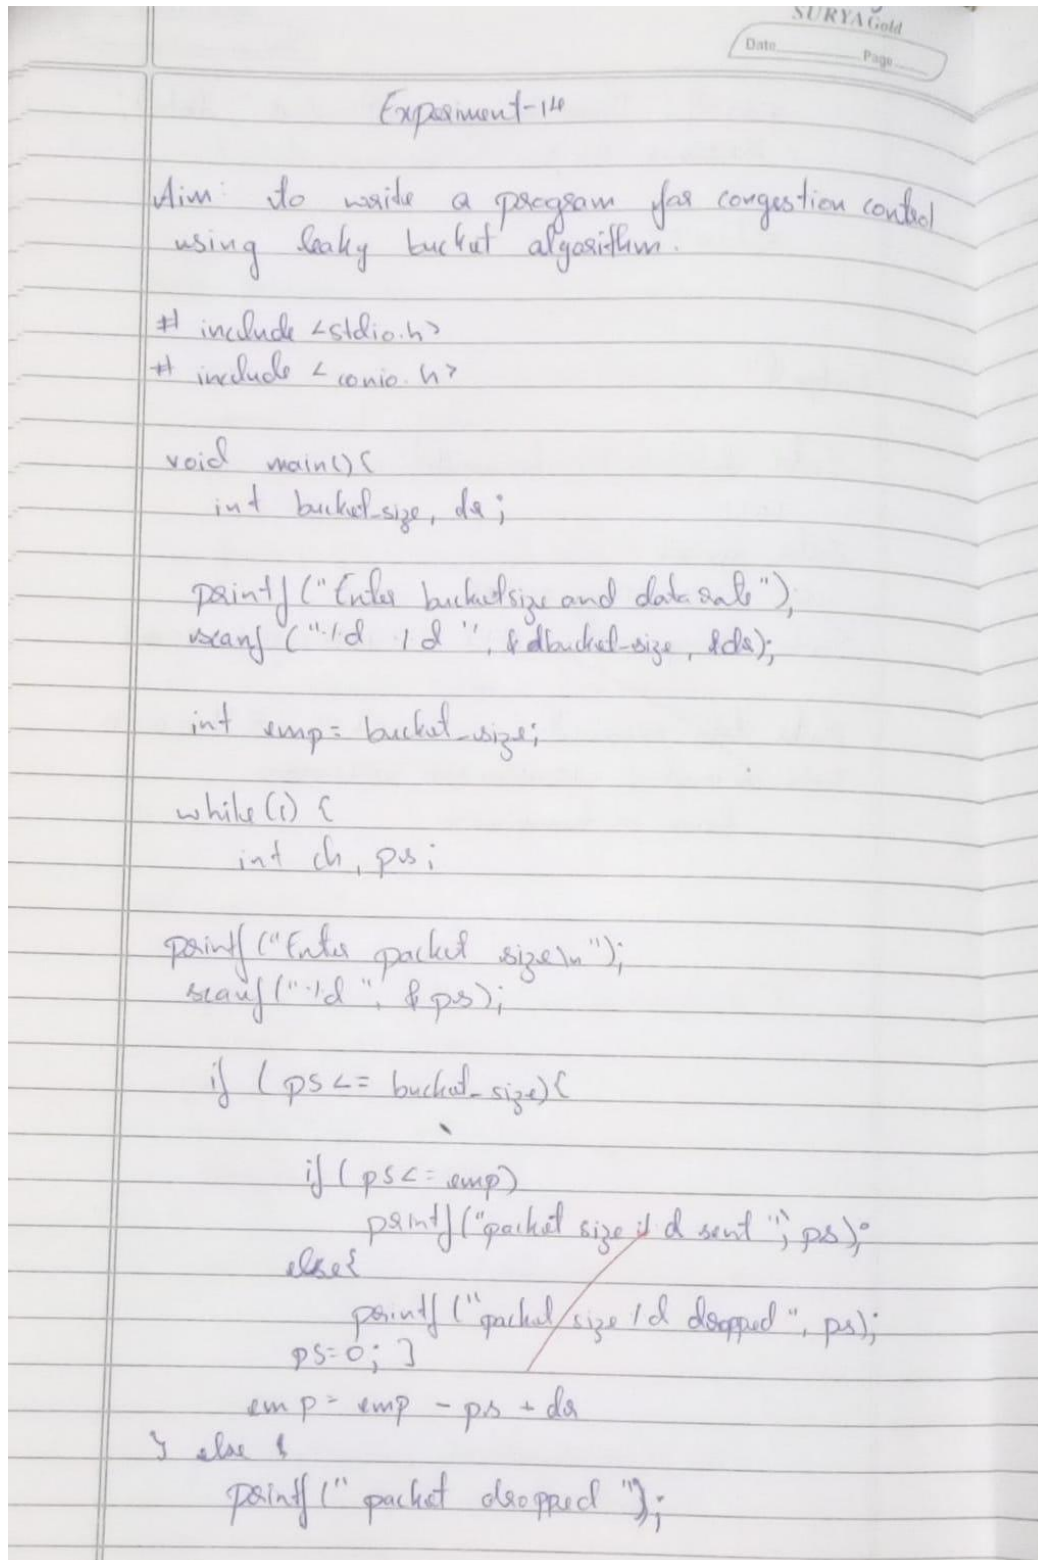 SURYA Gold
Date Page
Experiment-14
Aim: to write a program for congestion control
using leaky bucket algorithm.
# include <stdio.h>
# include <conio.h>
void main(){
int bucket_size, dr;
printf("Enter bucketsize and data rate");
scanf ("%d %d", &dbucket_size, &dr);
int emp = bucket_size;
while(1) {
int ch, ps;
printf ("Enter packet size\n");
scanf ("%d", &ps);
if (ps <= bucket_size){
if (ps <= emp)
printf ("packet size %d sent", ps);
else{
printf ("packet size %d dropped", ps);
ps=0; }
emp = emp - ps + dr
} else {
printf (" packet dropped ");